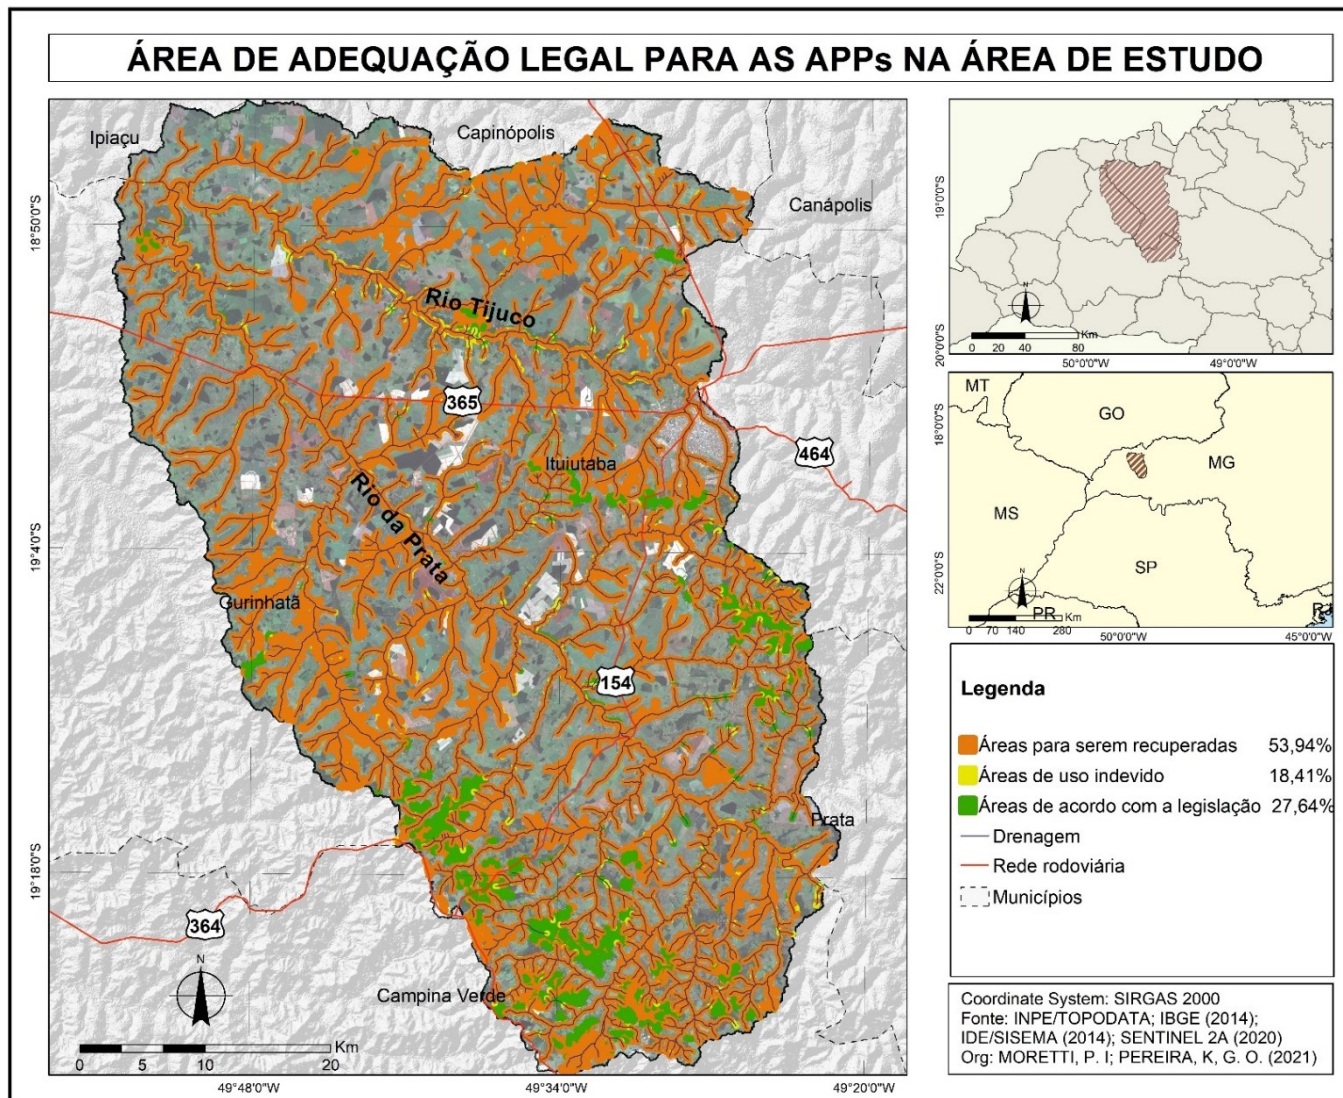 ÁREA DE ADEQUAÇÃO LEGAL PARA AS APPs NA ÁREA DE ESTUDO
Ipiaçu
Capinópolis
Canápolis
Rio Tijuco
365
464
Ituiutaba
Rio da Prata
Gurinhatã
154
Prata
364
Campina Verde
N
Km
0 5 10 20
18°50'0"S
19°4'0"S
19°18'0"S
49°48'0"W
49°34'0"W
49°20'0"W
19°0'0"S
20°0'0"S
N
Km
0 20 40 80
50°0'0"W
49°0'0"W
MT
GO
MG
MS
SP
PR
RJ
18°0'0"S
22°0'0"S
N
Km
0 70 140 280
50°0'0"W
45°0'0"W
Legenda
Áreas para serem recuperadas 53,94%
Áreas de uso indevido 18,41%
Áreas de acordo com a legislação 27,64%
Drenagem
Rede rodoviária
Municípios
Coordinate System: SIRGAS 2000
Fonte: INPE/TOPODATA; IBGE (2014);
IDE/SISEMA (2014); SENTINEL 2A (2020)
Org: MORETTI, P. I; PEREIRA, K, G. O. (2021)